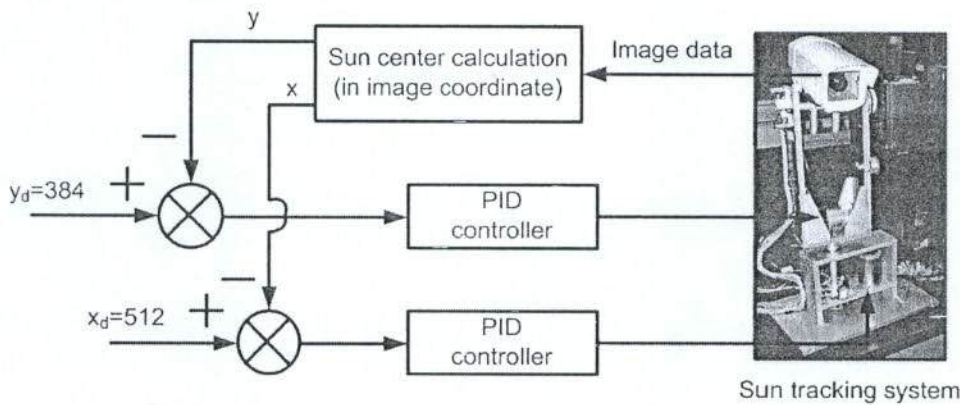 y
Sun center calculation
(in image coordinate)
Image data
x
−
+
y_d=384
PID
controller
−
+
x_d=512
PID
controller
Sun tracking system